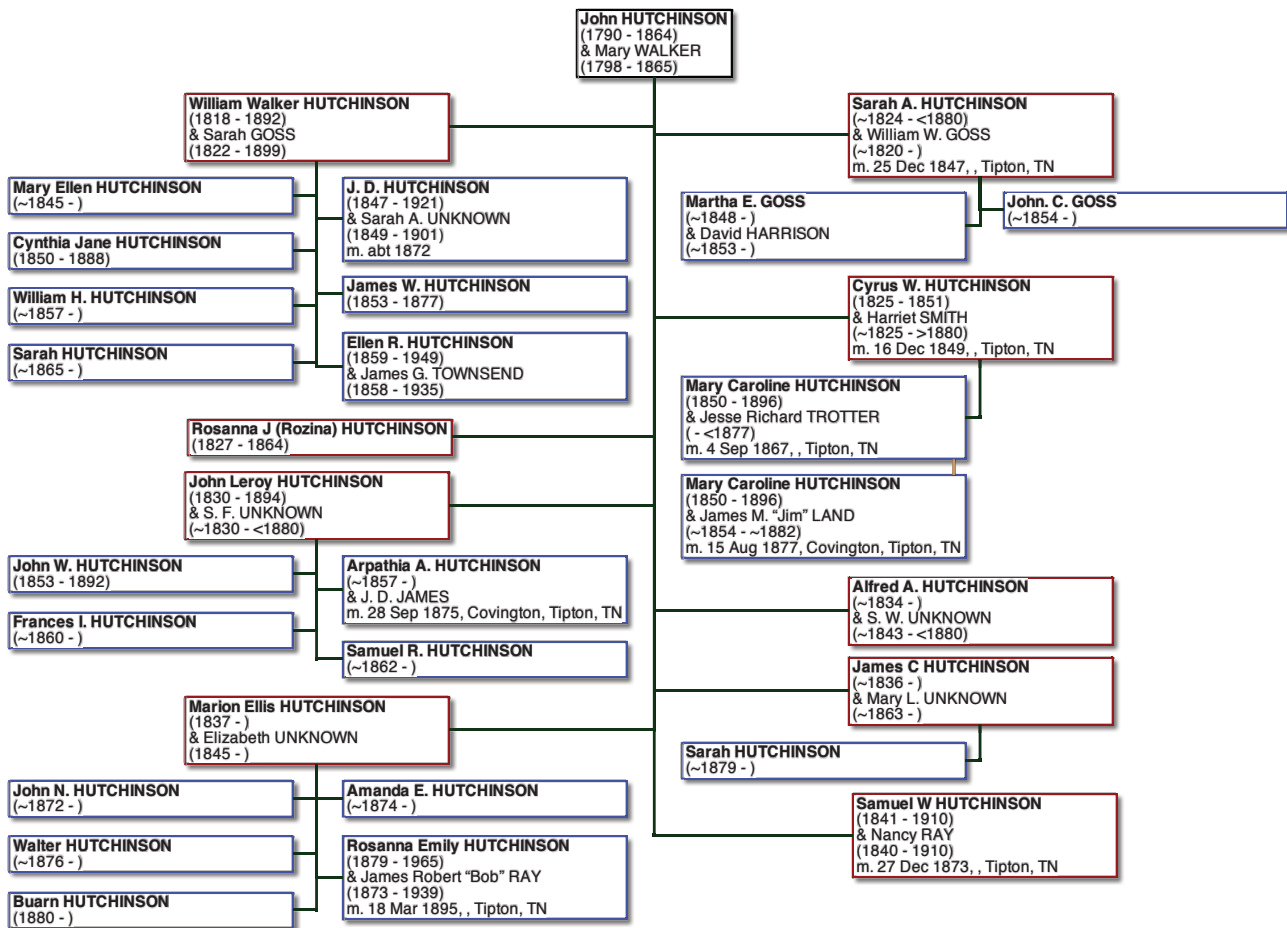 John HUTCHINSON
(1790 - 1864)
& Mary WALKER
(1798 - 1865)
William Walker HUTCHINSON
(1818 - 1892)
& Sarah GOSS
(1822 - 1899)
Mary Ellen HUTCHINSON
(~1845 - )
J. D. HUTCHINSON
(1847 - 1921)
& Sarah A. UNKNOWN
(1849 - 1901)
m. abt 1872
Cynthia Jane HUTCHINSON
(1850 - 1888)
James W. HUTCHINSON
(1853 - 1877)
William H. HUTCHINSON
(~1857 - )
Ellen R. HUTCHINSON
(1859 - 1949)
& James G. TOWNSEND
(1858 - 1935)
Sarah HUTCHINSON
(~1865 - )
Sarah A. HUTCHINSON
(~1824 - <1880)
& William W. GOSS
(~1820 - )
m. 25 Dec 1847, , Tipton, TN
Martha E. GOSS
(~1848 - )
& David HARRISON
(~1853 - )
John. C. GOSS
(~1854 - )
Cyrus W. HUTCHINSON
(1825 - 1851)
& Harriet SMITH
(~1825 - >1880)
m. 16 Dec 1849, , Tipton, TN
Mary Caroline HUTCHINSON
(1850 - 1896)
& Jesse Richard TROTTER
( - <1877)
m. 4 Sep 1867, , Tipton, TN
Mary Caroline HUTCHINSON
(1850 - 1896)
& James M. “Jim” LAND
(~1854 - ~1882)
m. 15 Aug 1877, Covington, Tipton, TN
Rosanna J (Rozina) HUTCHINSON
(1827 - 1864)
John Leroy HUTCHINSON
(1830 - 1894)
& S. F. UNKNOWN
(~1830 - <1880)
John W. HUTCHINSON
(1853 - 1892)
Arpathia A. HUTCHINSON
(~1857 - )
& J. D. JAMES
m. 28 Sep 1875, Covington, Tipton, TN
Frances I. HUTCHINSON
(~1860 - )
Samuel R. HUTCHINSON
(~1862 - )
Alfred A. HUTCHINSON
(~1834 - )
& S. W. UNKNOWN
(~1843 - <1880)
James C HUTCHINSON
(~1836 - )
& Mary L. UNKNOWN
(~1863 - )
Sarah HUTCHINSON
(~1879 - )
Marion Ellis HUTCHINSON
(1837 - )
& Elizabeth UNKNOWN
(1845 - )
John N. HUTCHINSON
(~1872 - )
Amanda E. HUTCHINSON
(~1874 - )
Walter HUTCHINSON
(~1876 - )
Rosanna Emily HUTCHINSON
(1879 - 1965)
& James Robert “Bob” RAY
(1873 - 1939)
m. 18 Mar 1895, , Tipton, TN
Buarn HUTCHINSON
(1880 - )
Samuel W HUTCHINSON
(1841 - 1910)
& Nancy RAY
(1840 - 1910)
m. 27 Dec 1873, , Tipton, TN